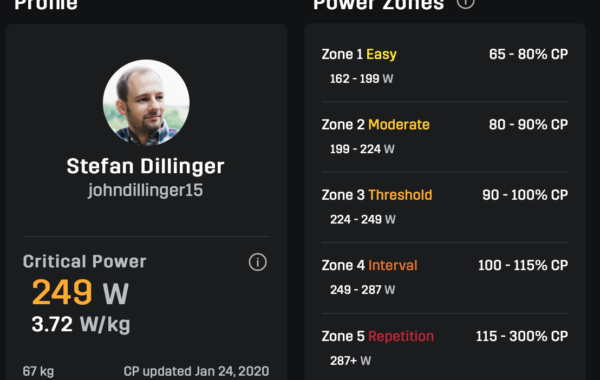 Profile
Stefan Dillinger
johndillinger15
Critical Power
249 W
3.72 W/kg
67 kg
CP updated Jan 24, 2020
Power Zones
Zone 1 Easy 65 - 80% CP
162 - 199 W
Zone 2 Moderate 80 - 90% CP
199 - 224 W
Zone 3 Threshold 90 - 100% CP
224 - 249 W
Zone 4 Interval 100 - 115% CP
249 - 287 W
Zone 5 Repetition 115 - 300% CP
287+ W